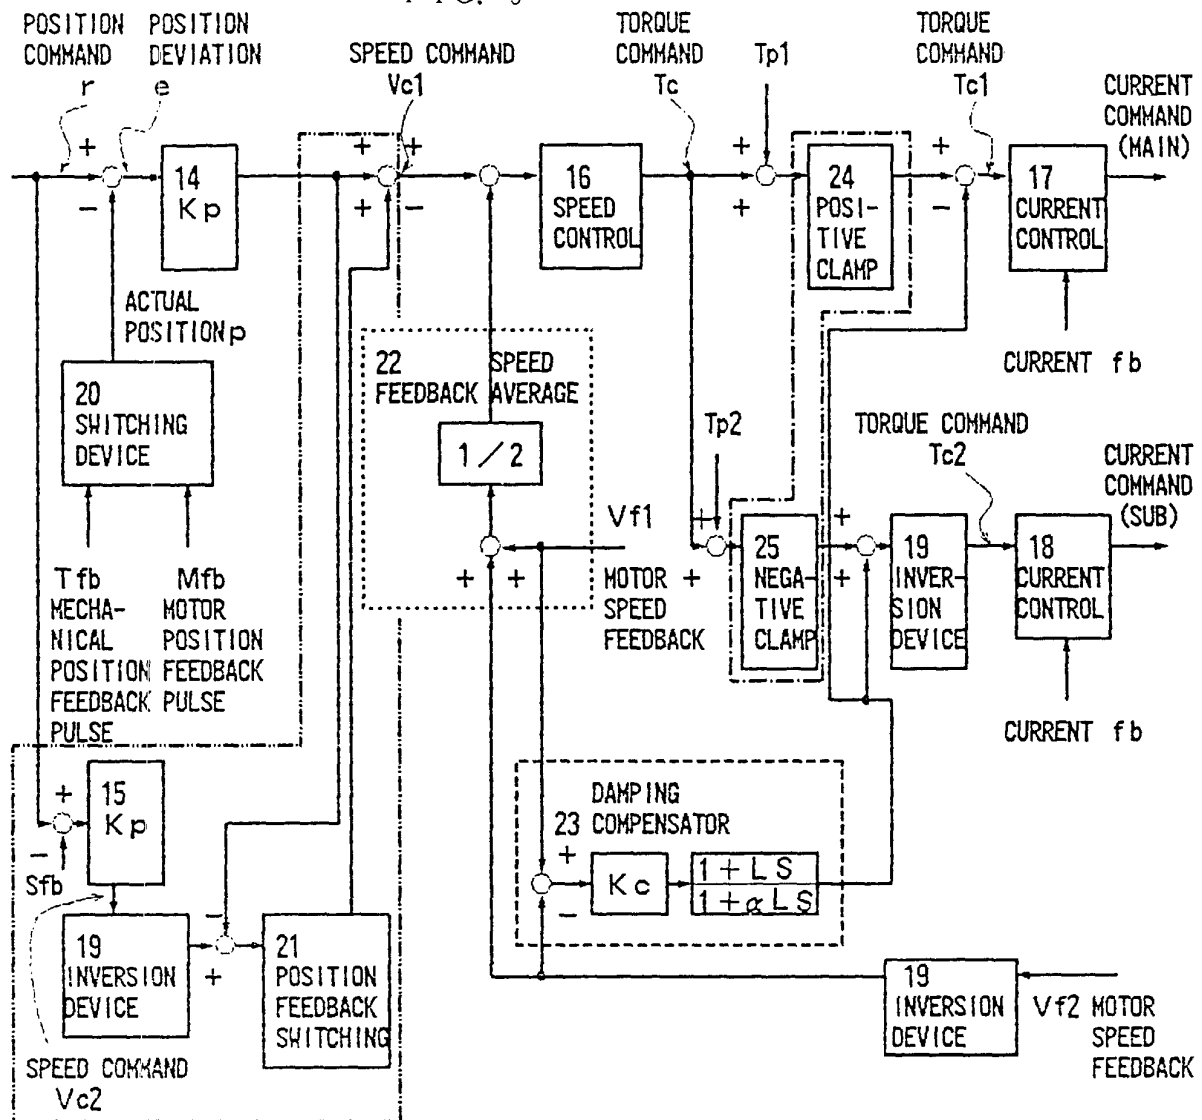 POSITION COMMAND r
POSITION DEVIATION e
SPEED COMMAND Vc1
TORQUE COMMAND Tc
Tp1
TORQUE COMMAND Tc1
CURRENT COMMAND (MAIN)
+
−
14 Kp
+
+
+
−
16 SPEED CONTROL
+
+
24 POSI-TIVE CLAMP
+
−
17 CURRENT CONTROL
ACTUAL POSITION p
CURRENT fb
20 SWITCHING DEVICE
22 SPEED FEEDBACK AVERAGE
1/2
+
+
Tp2
TORQUE COMMAND Tc2
CURRENT COMMAND (SUB)
Vf1
MOTOR SPEED FEEDBACK
+
+
25 NEGA-TIVE CLAMP
+
+
19 INVER-SION DEVICE
18 CURRENT CONTROL
CURRENT fb
Tfb MECHA-NICAL POSITION FEEDBACK PULSE
Mfb MOTOR POSITION FEEDBACK PULSE
+
−
Sfb
15 Kp
19 INVERSION DEVICE
−
+
21 POSITION FEEDBACK SWITCHING
SPEED COMMAND Vc2
23 DAMPING COMPENSATOR
+
−
Kc
1+LS
1+αLS
19 INVERSION DEVICE
Vf2 MOTOR SPEED FEEDBACK